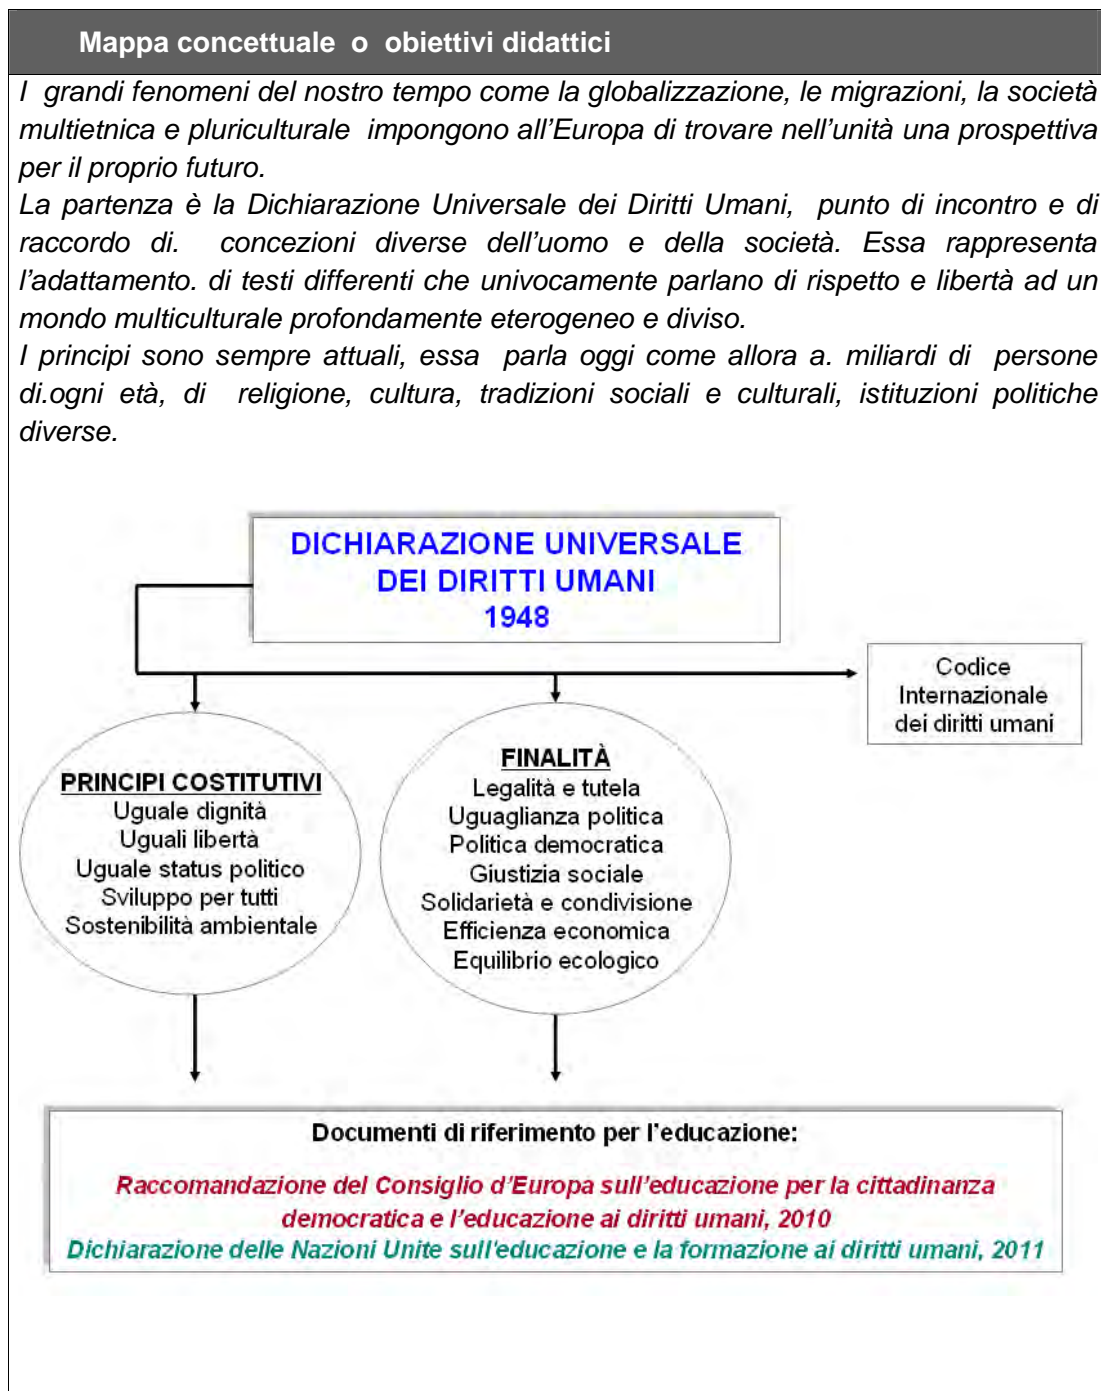 Mappa concettuale o obiettivi didattici
I grandi fenomeni del nostro tempo come la globalizzazione, le migrazioni, la società
multietnica e pluriculturale impongono all'Europa di trovare nell'unità una prospettiva
per il proprio futuro.
La partenza è la Dichiarazione Universale dei Diritti Umani, punto di incontro e di
raccordo di. concezioni diverse dell'uomo e della società. Essa rappresenta
l'adattamento. di testi differenti che univocamente parlano di rispetto e libertà ad un
mondo multiculturale profondamente eterogeneo e diviso.
I principi sono sempre attuali, essa parla oggi come allora a. miliardi di persone
di.ogni età, di religione, cultura, tradizioni sociali e culturali, istituzioni politiche
diverse.
DICHIARAZIONE UNIVERSALE
DEI DIRITTI UMANI
1948
Codice
Internazionale
dei diritti umani
PRINCIPI COSTITUTIVI
Uguale dignità
Uguali libertà
Uguale status politico
Sviluppo per tutti
Sostenibilità ambientale
FINALITÀ
Legalità e tutela
Uguaglianza politica
Politica democratica
Giustizia sociale
Solidarietà e condivisione
Efficienza economica
Equilibrio ecologico
Documenti di riferimento per l'educazione:
Raccomandazione del Consiglio d'Europa sull'educazione per la cittadinanza
democratica e l'educazione ai diritti umani, 2010
Dichiarazione delle Nazioni Unite sull'educazione e la formazione ai diritti umani, 2011